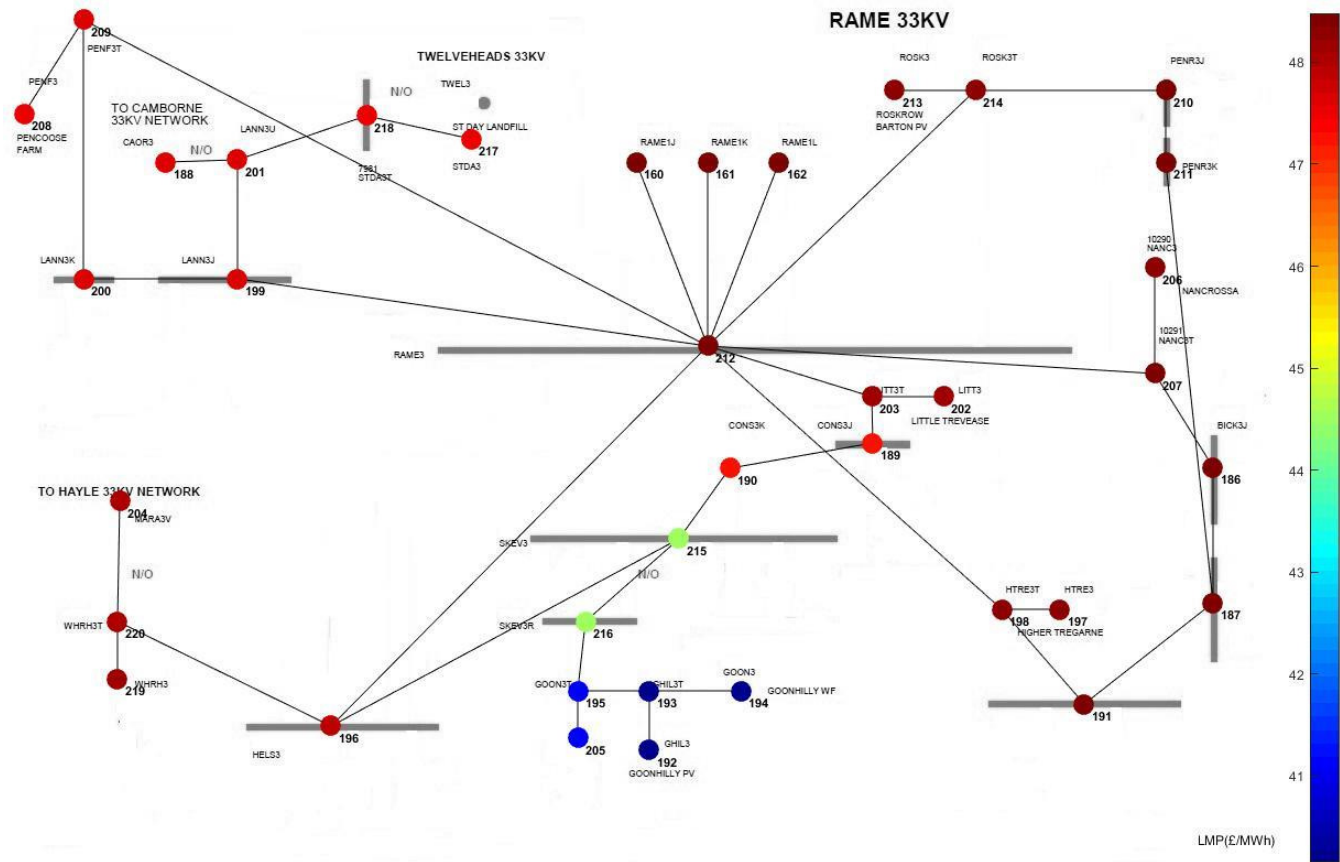 RAME 33KV
209
PENF3T
TWELVEHEADS 33KV
ROSK3
ROSK3T
PENR3J
PENF3
N/O
TWEL3
213
214
210
208
PENCOOSE
FARM
TO CAMBORNE
33KV NETWORK
LANN3U
218
ST DAY LANDFILL
217
STDA3
ROSKROW
BARTON PV
CAOR3
N/O
188
201
7981
STDA3T
RAME1J
RAME1K
RAME1L
160
161
162
PENR3K
211
LANN3K
LANN3J
200
199
10290
NANC3
206
NANCROSSA
RAME3
212
10291
NANC3T
207
ITT3T
LITT3
203
202
LITTLE TREVEASE
CONS3K
CONS3J
BICK3J
189
190
186
TO HAYLE 33KV NETWORK
204
MARA3V
SKEV3
215
N/O
N/O
HTRE3T
HTRE3
187
WHRH3T
220
SKEV3R
216
198
197
HIGHER TREGARNE
WHRH3
219
GOON3T
GHIL3T
GOON3
195
193
194
GOONHILLY WF
191
HELS3
196
205
GHIL3
192
GOONHILLY PV
48
47
46
45
44
43
42
41
LMP(£/MWh)